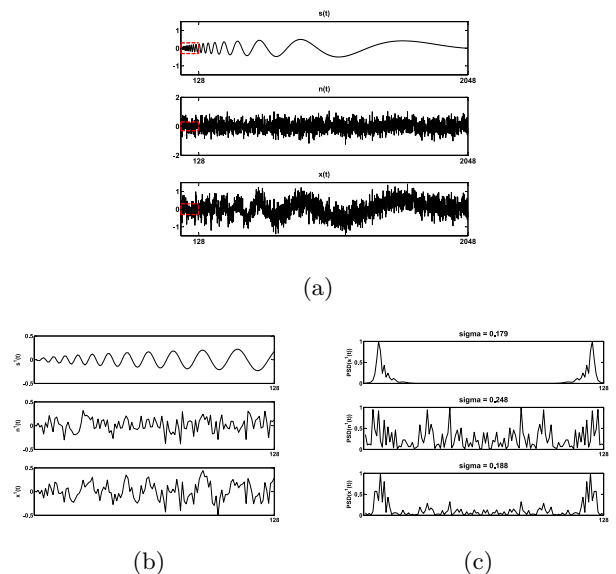 s(t)
1
0
-1
128
2048
n(t)
2
0
-2
128
2048
x(t)
1
0
-1
128
2048
(a)
0.5
0
-0.5
s¹(t)
128
0.5
0
-0.5
n¹(t)
128
0.5
0
-0.5
x¹(t)
128
(b)
sigma = 0.179
1
0.5
0
PSD(s¹(t))
128
sigma = 0.248
1
0.5
0
PSD(n¹(t))
128
sigma = 0.188
1
0.5
0
PSD(x¹(t))
128
(c)